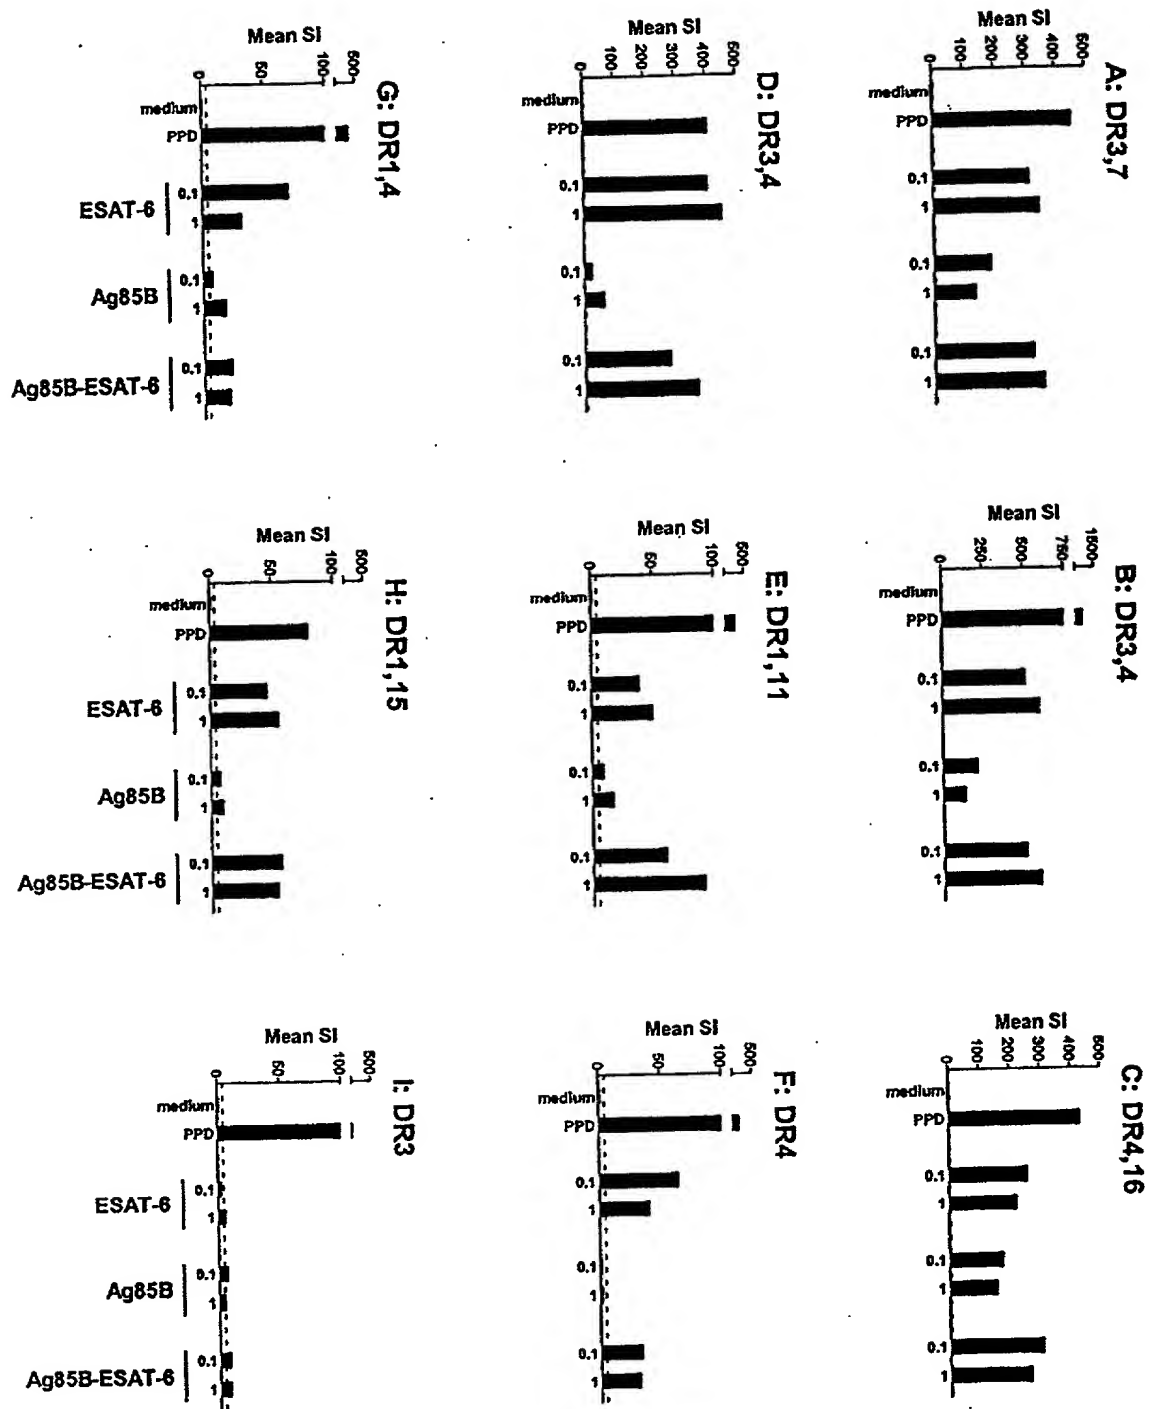 A: DR3,7
Mean SI
0
100
200
300
400
500
medium
PPD
0.1
1
0.1
1
0.1
1
B: DR3,4
Mean SI
0
250
500
750
1500
medium
PPD
0.1
1
0.1
1
0.1
1
C: DR4,16
Mean SI
0
100
200
300
400
500
medium
PPD
0.1
1
0.1
1
0.1
1
D: DR3,4
Mean SI
0
100
200
300
400
500
medium
PPD
0.1
1
0.1
1
0.1
1
E: DR1,11
Mean SI
0
50
100
500
medium
PPD
0.1
1
0.1
1
0.1
1
F: DR4
Mean SI
0
50
100
500
medium
PPD
0.1
1
0.1
1
0.1
1
G: DR1,4
Mean SI
0
50
100
500
medium
PPD
0.1
1
0.1
1
0.1
1
ESAT-6
Ag85B
Ag85B-ESAT-6
H: DR1,15
Mean SI
0
50
100
500
medium
PPD
0.1
1
0.1
1
0.1
1
ESAT-6
Ag85B
Ag85B-ESAT-6
I: DR3
Mean SI
0
50
100
500
medium
PPD
0.1
1
0.1
1
0.1
1
ESAT-6
Ag85B
Ag85B-ESAT-6